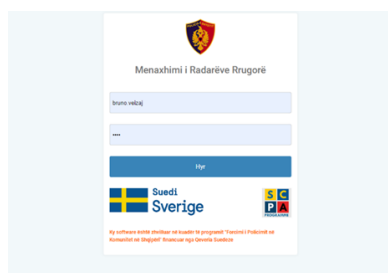 Menaxhimi i Radarëve Rrugorë
bruno.velzaj
••••
Hyr
Suedi
Sverige
S C
P A
PROGRAMME
Ky software është zhvilluar në kuadër të programit "Forcimi i Policimit në
Komunitet në Shqipëri" financuar nga Qeveria Suedeze